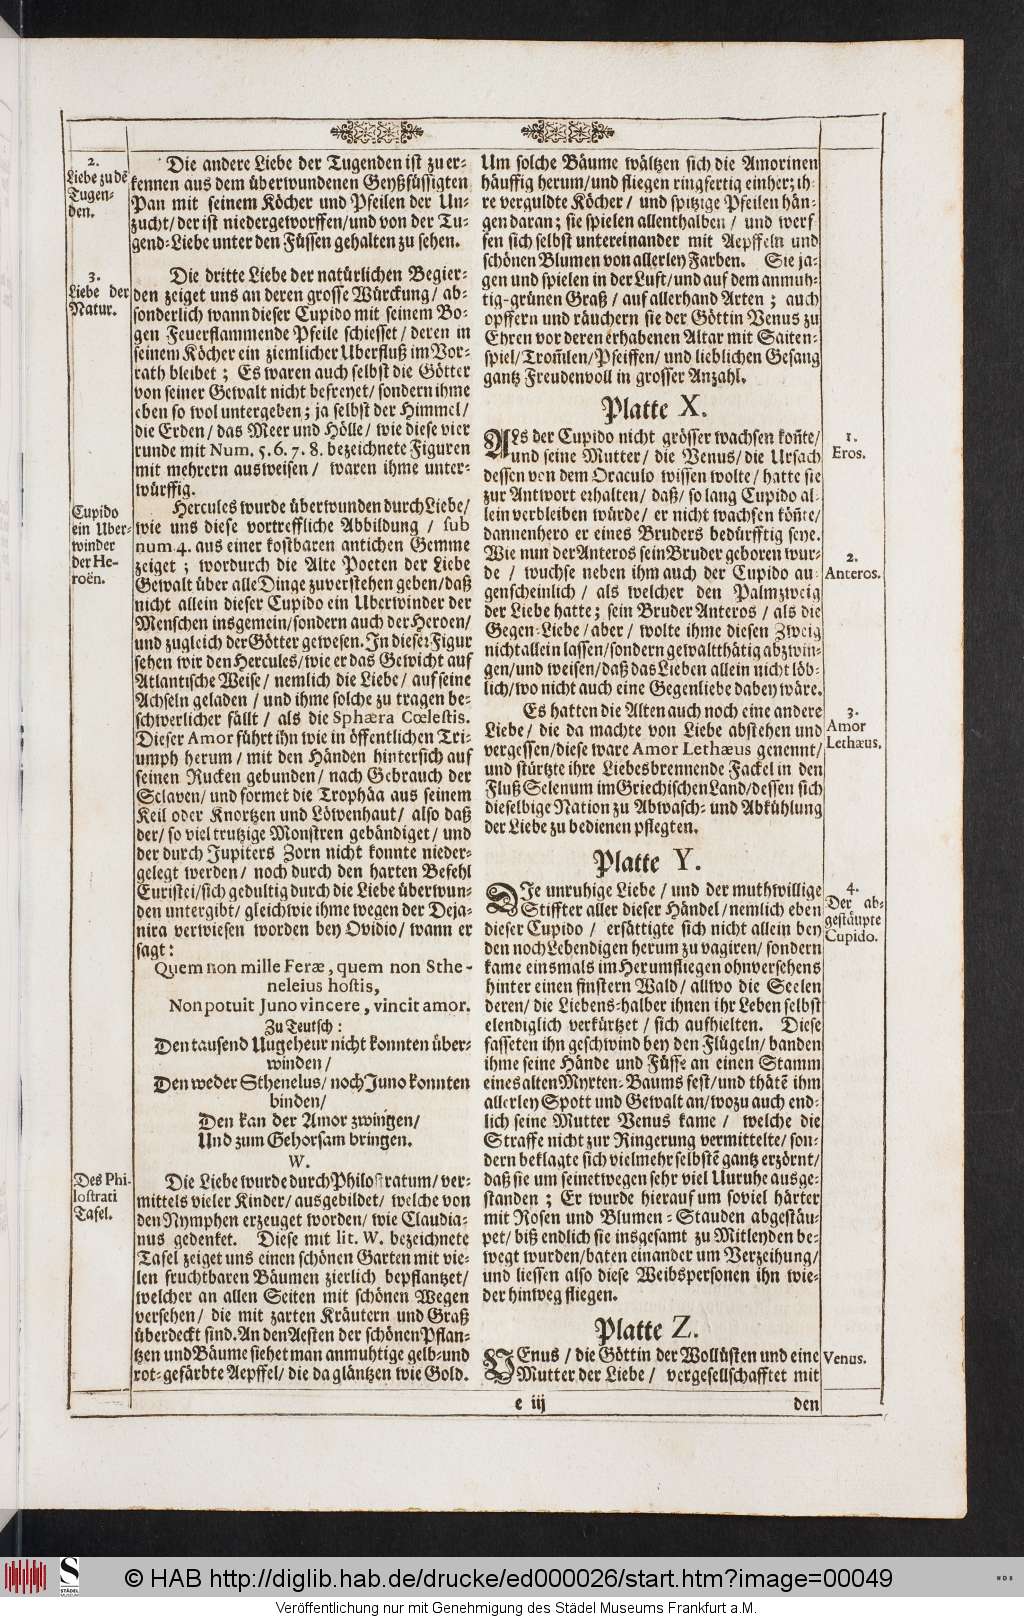 2.
Liebe zu dẽ
Tugen-
den.
Die andere Liebe der Tugenden ist zu er-
kennen aus dem überwundenen Geyßfüssigten
Pan mit seinem Köcher und Pfeilen der Un-
zucht/ der ist niedergeworffen/und von der Tu-
gend-Liebe unter den Füssen gehalten zu sehen.
3.
Liebe der
Natur.
Die dritte Liebe der natürlichen Begier-
den zeiget uns an deren grosse Würckung/ ab-
sonderlich wann dieser Cupido mit seinem Bo-
gen Feuerflammende Pfeile schiesset/ deren in
seinem Köcher ein ziemlicher Uberfluß im Vor-
rath bleibet ; Es waren auch selbst die Götter
von seiner Gewalt nicht befreyet/ sondern ihme
eben so wol untergeben; ja selbst der Himmel/
die Erden/ das Meer und Hölle/ wie diese vier
runde mit Num. 5. 6. 7. 8. bezeichnete Figuren
mit mehrern ausweisen/ waren ihme unter-
würffig.
Cupido
ein Uber-
winder
der He-
roën.
Hercules wurde überwunden durch Liebe/
wie uns diese vortreffliche Abbildung / sub
num 4. aus einer kostbaren antichen Gemme
zeiget ; wordurch die Alte Poeten der Liebe
Gewalt über alle Dinge zuverstehen geben/daß
nicht allein dieser Cupido ein Uberwinder der
Menschen insgemein/sondern auch der Heroen/
und zugleich der Götter gewesen. In dieser Figur
sehen wir den Hercules/wie er das Gewicht auf
Atlantische Weise/ nemlich die Liebe/ auf seine
Achseln geladen / und ihme solche zu tragen be-
schwerlicher fällt / als die Sphæra Cœlestis.
Dieser Amor führt ihn wie in öffentlichen Tri-
umph herum/ mit den Händen hintersich auf
seinen Rucken gebunden/ nach Gebrauch der
Sclaven/ und formet die Trophäa aus seinem
Keil oder Knortzen und Löwenhaut/ also daß
der/ so viel trutzige Monstren gebändiget/ und
der durch Jupiters Zorn nicht konnte nieder-
gelegt werden/ noch durch den harten Befehl
Euristei/sich gedultig durch die Liebe überwun-
den untergibt/ gleichwie ihme wegen der Deja-
nira verwiesen worden bey Ovidio/ wann er
sagt:
Quem non mille Feræ, quem non Sthe-
neleius hostis,
Non potuit Juno vincere, vincit amor.
Zu Teutsch:
Den tausend Ungeheur nicht konnten über-
winden/
Den weder Sthenelus/ noch Juno konnten
binden/
Den kan der Amor zwingen/
Und zum Gehorsam bringen.
W.
Des Phi-
lostrati
Tafel.
Die Liebe wurde durch Philostratum/ ver-
mittels vieler Kinder/ ausgebildet/ welche von
den Nymphen erzeuget worden/ wie Claudia-
nus gedenket. Diese mit lit. W. bezeichnete
Tafel zeiget uns einen schönen Garten mit vie-
len fruchtbaren Bäumen zierlich bepflantzet/
welcher an allen Seiten mit schönen Wegen
versehen/ die mit zarten Kräutern und Graß
überdeckt sind. An den Aesten der schönen Pflan-
tzen und Bäume siehet man anmuhtige gelb-und
rot-gefärbte Aepffel/ die da gläntzen wie Gold.
Um solche Bäume wältzen sich die Amorinen
häuffig herum/und fliegen ringfertig einher; ih-
re verguldte Köcher/ und spitzige Pfeilen hän-
gen daran; sie spielen allenthalben / und werf-
fen sich selbst untereinander mit Aepffeln und
schönen Blumen von allerley Farben. Sie ja-
gen und spielen in der Luft/und auf dem anmuh-
tig-grünen Graß / auf allerhand Arten ; auch
opffern und räuchern sie der Göttin Venus zu
Ehren vor deren erhabenen Altar mit Saiten-
spiel/ Trom̃len/Pfeiffen/ und lieblichen Gesang
gantz Freudenvoll in grosser Anzahl.
Platte X.
1.
Eros.
ALs der Cupido nicht grösser wachsen kon̄te/
und seine Mutter/ die Venus/ die Ursach
dessen von dem Oraculo wissen wolte/ hatte sie
zur Antwort erhalten/ daß/ so lang Cupido al-
lein verbleiben würde/ er nicht wachsen kön̄te/
dannenhero er eines Bruders bedürfftig seye.
2.
Anteros.
Wie nun der Anteros sein Bruder geboren wur-
de / wuchse neben ihm auch der Cupido au-
genscheinlich / als welcher den Palmzweig
der Liebe hatte; sein Bruder Anteros / als die
Gegen-Liebe/ aber / wolte ihme diesen Zweig
nicht allein lassen/sondern gewaltthätig abzwin-
gen/und weisen/daß das Lieben allein nicht löb-
lich/wo nicht auch eine Gegenliebe dabey wäre.
3.
Amor
Lethæus.
Es hatten die Alten auch noch eine andere
Liebe/ die da machte von Liebe abstehen und
vergessen/diese ware Amor Lethæus genennt/
und stürtzte ihre Liebesbrennende Fackel in den
Fluß Selenum im Griechischen Land/dessen sich
dieselbige Nation zu Abwasch- und Abkühlung
der Liebe zu bedienen pflegten.
Platte Y.
4.
Der ab-
gestäupte
Cupido.
DIe unruhige Liebe / und der muthwillige
Stiffter aller dieser Händel/ nemlich eben
dieser Cupido / ersättigte sich nicht allein bey
den noch Lebendigen herum zu vagiren/ sondern
kame einsmals im Herumfliegen ohnversehens
hinter einen finstern Wald/ allwo die Seelen
deren/ die Liebens-halber ihnen ihr Leben selbst
elendiglich verkürtzet / sich aufhielten. Diese
fasseten ihn geschwind bey den Flügeln/ banden
ihme seine Hände und Füsse an einen Stamm
eines alten Myrten-Baums fest/und thätẽ ihm
allerley Spott und Gewalt an/wozu auch end-
lich seine Mutter Venus kame / welche die
Straffe nicht zur Ringerung vermittelte/ son-
dern beklagte sich vielmehr selbstẽ gantz erzörnt/
daß sie um seinetwegen sehr viel Unruhe ausge-
standen ; Er wurde hierauf um soviel härter
mit Rosen und Blumen-Stauden abgestäu-
pet/ biß endlich sie insgesamt zu Mitleyden be-
wegt wurden/baten einander um Verzeihung/
und liessen also diese Weibspersonen ihn wie-
der hinweg fliegen.
Platte Z.
Venus.
VEnus / die Göttin der Wollüsten und eine
Mutter der Liebe / vergesellschafftet mit
e iij
den
© HAB http://diglib.hab.de/drucke/ed000026/start.htm?image=00049
STÄDEL
MUSEUM
Veröffentlichung nur mit Genehmigung des Städel Museums Frankfurt a.M.